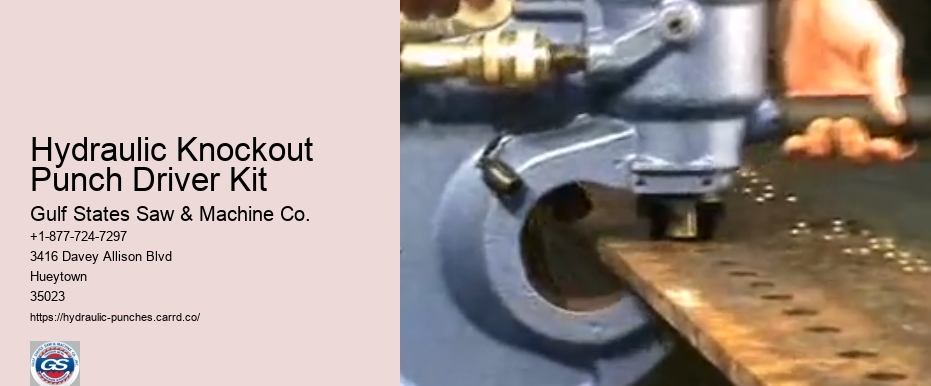 Hydraulic Knockout
Punch Driver Kit
Gulf States Saw & Machine Co.
+1-877-724-7297
3416 Davey Allison Blvd
Hueytown
35023
https://hydraulic-punches.carrd.co/
GS